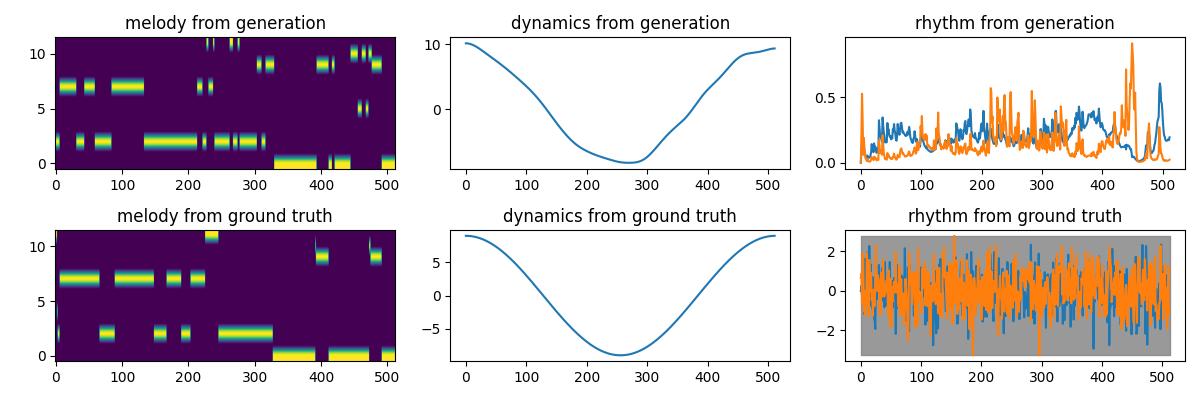 melody from generation
dynamics from generation
rhythm from generation
10
5
0
0 100 200 300 400 500
10
0
0 100 200 300 400 500
0.5
0.0
0 100 200 300 400 500
melody from ground truth
dynamics from ground truth
rhythm from ground truth
10
5
0
0 100 200 300 400 500
5
0
−5
0 100 200 300 400 500
2
0
−2
0 100 200 300 400 500